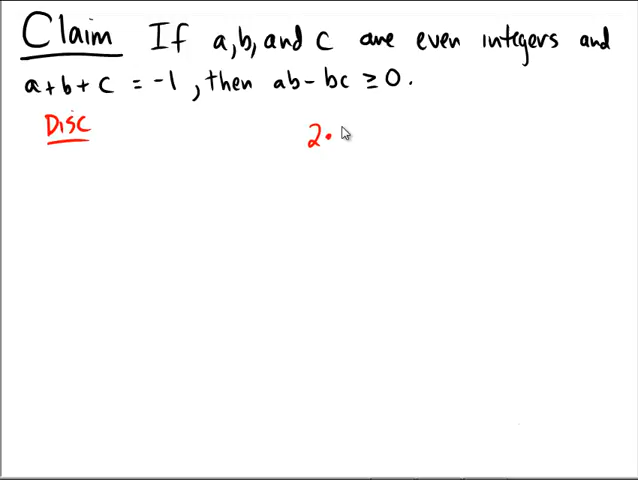 Claim If a, b, and c are even integers and
a + b + c = -1, then ab - bc ≥ 0.
Disc
2 ·